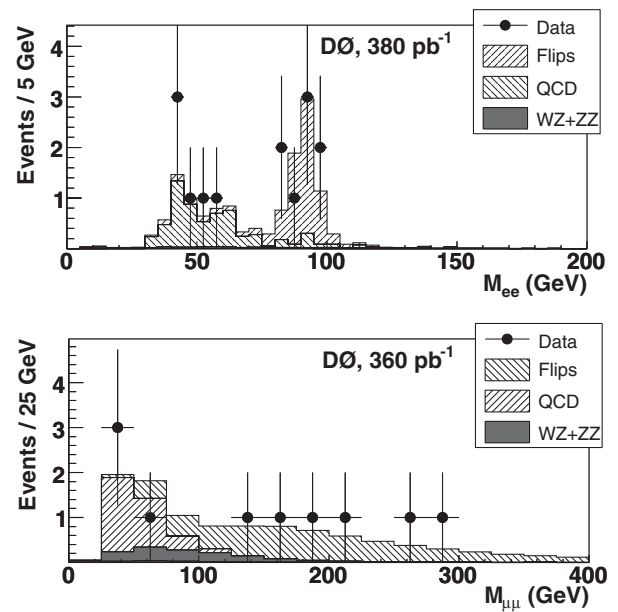 DØ, 380 pb⁻¹
Data
Flips
QCD
WZ+ZZ
Events / 5 GeV
4
3
2
1
0 50 100 150 200
M_ee (GeV)
DØ, 360 pb⁻¹
Data
Flips
QCD
WZ+ZZ
Events / 25 GeV
4
3
2
1
0 100 200 300 400
M_μμ (GeV)